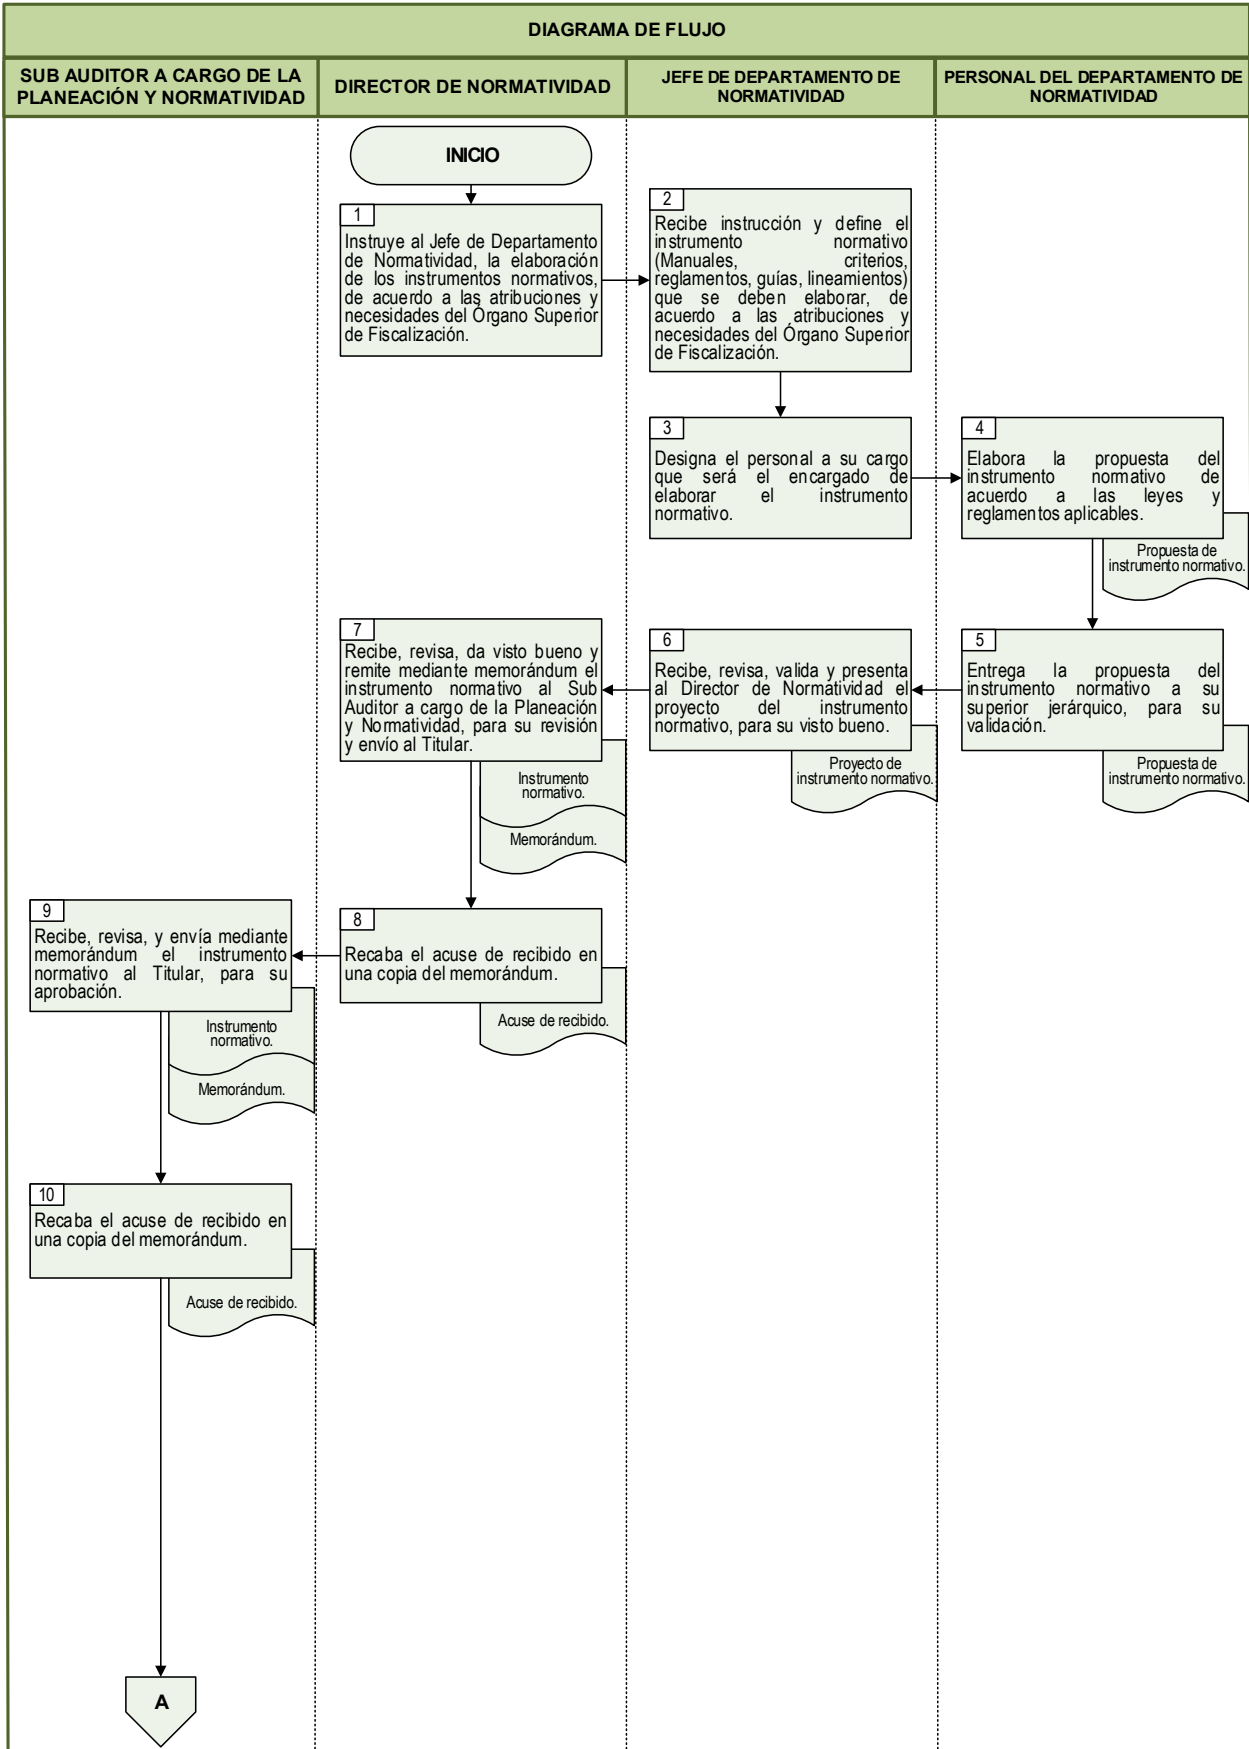 DIAGRAMA DE FLUJO
SUB AUDITOR A CARGO DE LA
PLANEACIÓN Y NORMATIVIDAD
DIRECTOR DE NORMATIVIDAD
JEFE DE DEPARTAMENTO DE
NORMATIVIDAD
PERSONAL DEL DEPARTAMENTO DE
NORMATIVIDAD
INICIO
1
Instruye al Jefe de Departamento
de Normatividad, la elaboración
de los instrumentos normativos,
de acuerdo a las atribuciones y
necesidades del Órgano Superior
de Fiscalización.
2
Recibe instrucción y define el
instrumento normativo
(Manuales, criterios,
reglamentos, guías, lineamientos)
que se deben elaborar, de
acuerdo a las atribuciones y
necesidades del Órgano Superior
de Fiscalización.
3
Designa el personal a su cargo
que será el encargado de
elaborar el instrumento
normativo.
4
Elabora la propuesta del
instrumento normativo de
acuerdo a las leyes y
reglamentos aplicables.
Propuesta de
instrumento normativo.
5
Entrega la propuesta del
instrumento normativo a su
superior jerárquico, para su
validación.
Propuesta de
instrumento normativo.
6
Recibe, revisa, valida y presenta
al Director de Normatividad el
proyecto del instrumento
normativo, para su visto bueno.
Proyecto de
instrumento normativo.
7
Recibe, revisa, da visto bueno y
remite mediante memorándum el
instrumento normativo al Sub
Auditor a cargo de la Planeación
y Normatividad, para su revisión
y envío al Titular.
Instrumento
normativo.
Memorándum.
8
Recaba el acuse de recibido en
una copia del memorándum.
Acuse de recibido.
9
Recibe, revisa, y envía mediante
memorándum el instrumento
normativo al Titular, para su
aprobación.
Instrumento
normativo.
Memorándum.
10
Recaba el acuse de recibido en
una copia del memorándum.
Acuse de recibido.
A